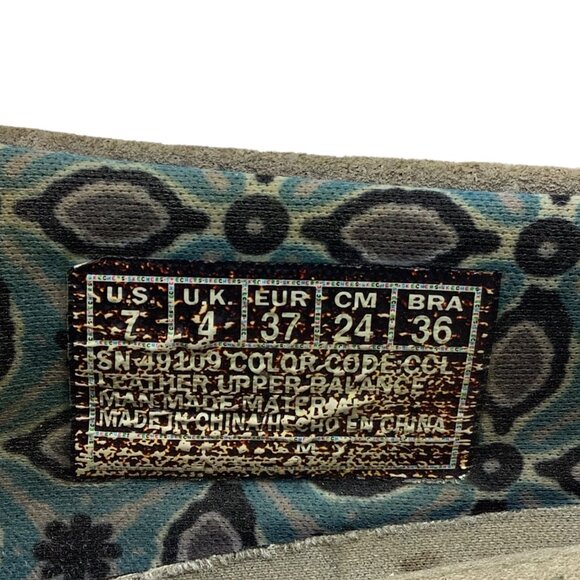 U.S. U.K. EUR CM BRA
7 4 37 24 36
SN 49109 COLOR CODE CCL
LEATHER UPPER BALANCE
MAN MADE MATERIAL
MADE IN CHINA/HECHO EN CHINA
M